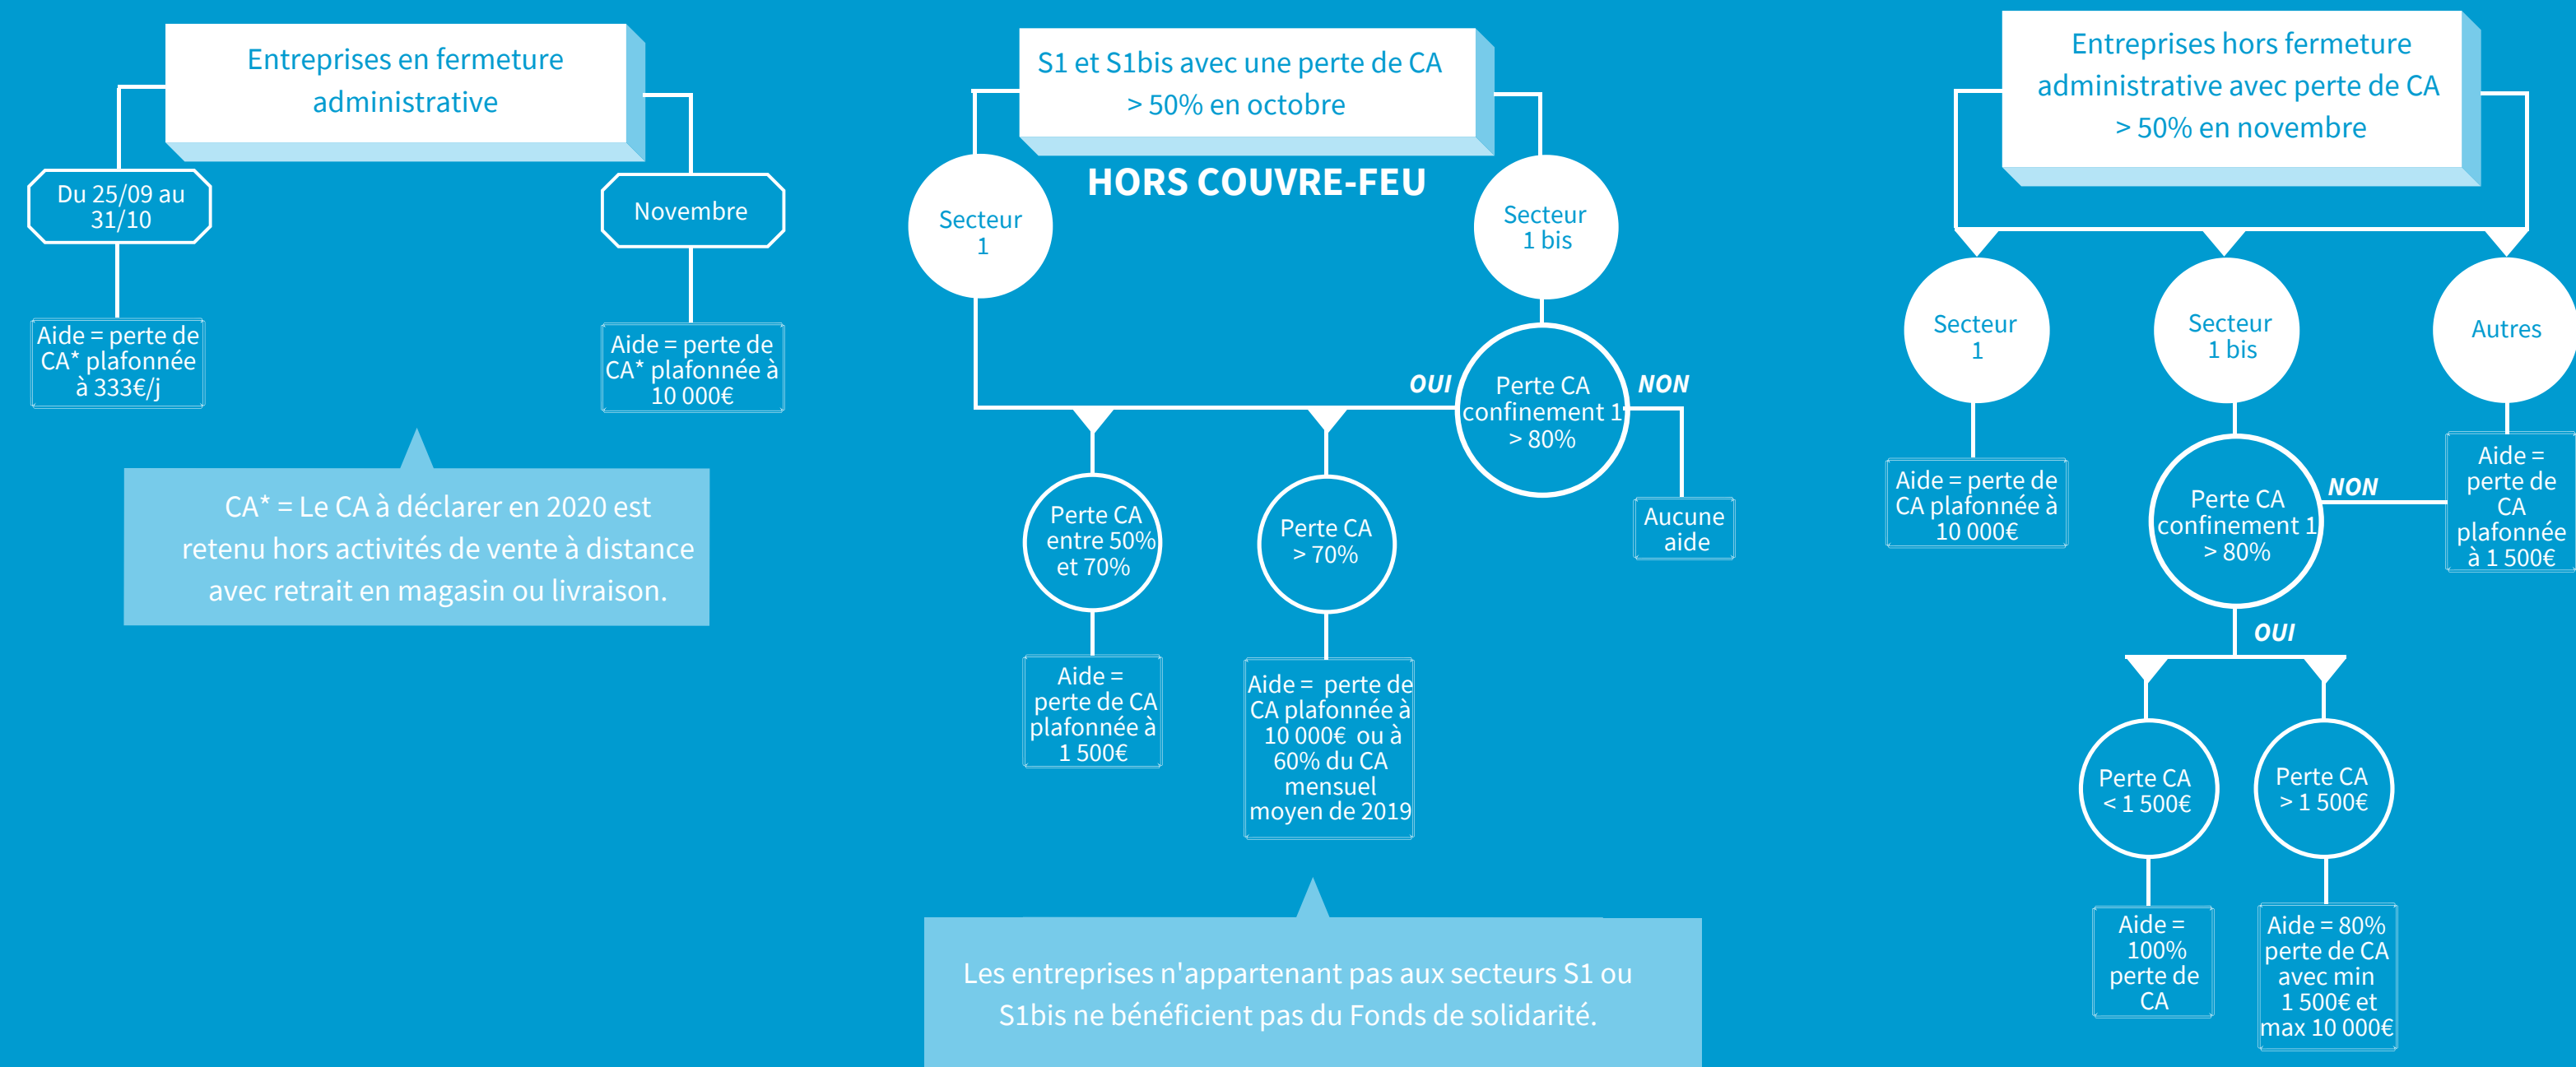 Entreprises en fermeture
administrative
Du 25/09 au
31/10
Novembre
Aide = perte de
CA* plafonnée
à 333€/j
Aide = perte de
CA* plafonnée à
10 000€
CA* = Le CA à déclarer en 2020 est
retenu hors activités de vente à distance
avec retrait en magasin ou livraison.
S1 et S1bis avec une perte de CA
> 50% en octobre
HORS COUVRE-FEU
Secteur
1
Secteur
1 bis
OUI
Perte CA
confinement 1
> 80%
NON
Perte CA
entre 50%
et 70%
Perte CA
> 70%
Aucune
aide
Aide =
perte de CA
plafonnée à
1 500€
Aide = perte de
CA plafonnée à
10 000€ ou à
60% du CA
mensuel
moyen de 2019
Les entreprises n'appartenant pas aux secteurs S1 ou
S1bis ne bénéficient pas du Fonds de solidarité.
Entreprises hors fermeture
administrative avec perte de CA
> 50% en novembre
Secteur
1
Secteur
1 bis
Autres
Aide = perte de
CA plafonnée à
10 000€
Perte CA
confinement 1
> 80%
NON
Aide =
perte de
CA
plafonnée
à 1 500€
OUI
Perte CA
< 1 500€
Perte CA
> 1 500€
Aide =
100%
perte de
CA
Aide = 80%
perte de CA
avec min
1 500€ et
max 10 000€